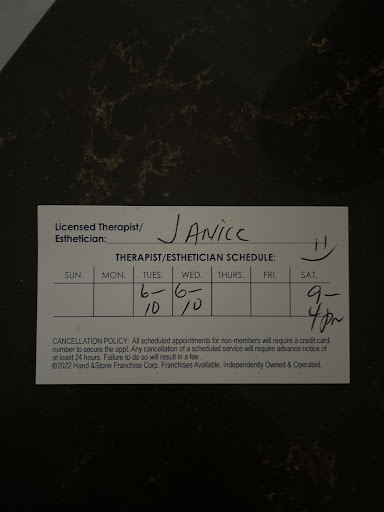 Licensed Therapist/
Esthetician: JANICE
THERAPIST/ESTHETICIAN SCHEDULE:
SUN. MON. TUES. WED. THURS. FRI. SAT.
6- 6- 9-
10 10 4pm
CANCELLATION POLICY: All scheduled appointments for non-members will require a credit card
number to secure the appt. Any cancellation of a scheduled service will require advance notice of
at least 24 hours. Failure to do so will result in a fee.
©2022 Hand &Stone Franchise Corp. Franchises Available. Independently Owned & Operated.